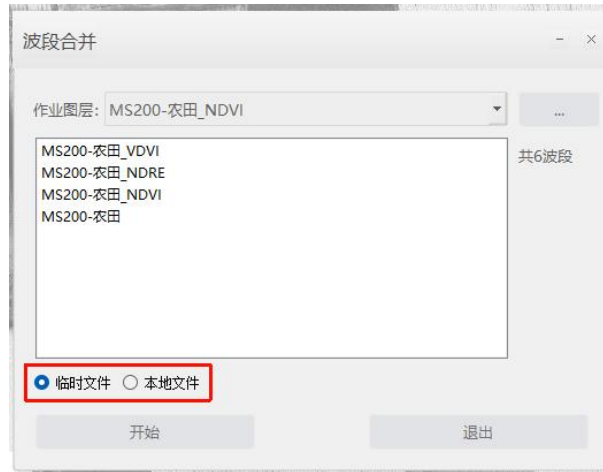 波段合并
作业图层: MS200-农田_NDVI
...
MS200-农田_VDVI
MS200-农田_NDRE
MS200-农田_NDVI
MS200-农田
共6波段
临时文件 本地文件
开始 退出